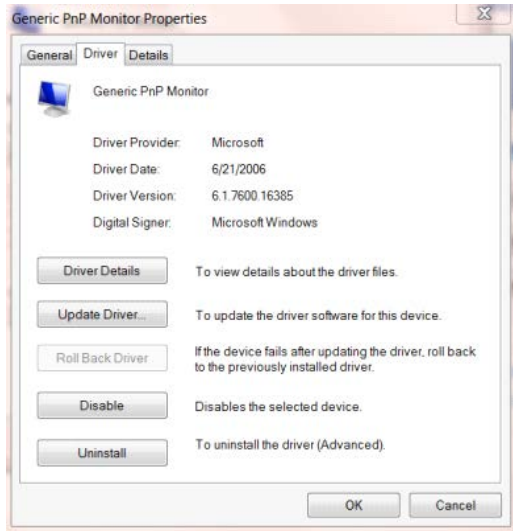 Generic PnP Monitor Properties
General Driver Details
Generic PnP Monitor
Driver Provider: Microsoft
Driver Date: 6/21/2006
Driver Version: 6.1.7600.16385
Digital Signer: Microsoft Windows
Driver Details To view details about the driver files.
Update Driver... To update the driver software for this device.
Roll Back Driver If the device fails after updating the driver, roll back
to the previously installed driver.
Disable Disables the selected device.
Uninstall To uninstall the driver (Advanced).
OK Cancel